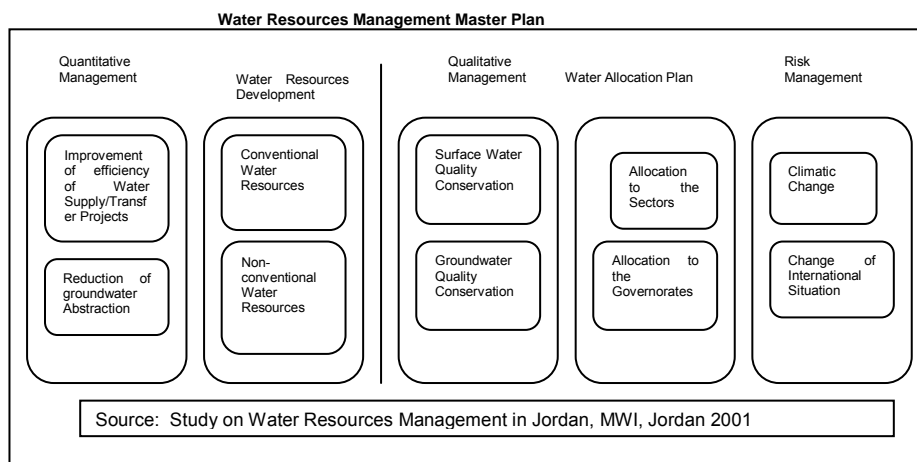 Water Resources Management Master Plan
Quantitative
Management
Water Resources
Development
Qualitative
Management
Water Allocation Plan
Risk
Management
Improvement
of efficiency
of Water
Supply/Transf
er Projects
Reduction of
groundwater
Abstraction
Conventional
Water
Resources
Non-
conventional
Water
Resources
Surface Water
Quality
Conservation
Groundwater
Quality
Conservation
Allocation
to the
Sectors
Allocation to
the
Governorates
Climatic
Change
Change of
International
Situation
Source: Study on Water Resources Management in Jordan, MWI, Jordan 2001